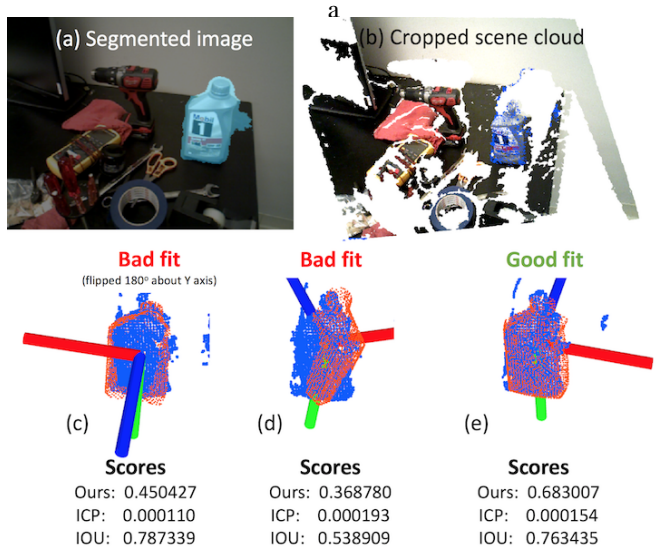 a
(a) Segmented image
(b) Cropped scene cloud
Bad fit
(flipped 180° about Y axis)
Bad fit
Good fit
(c)
(d)
(e)
Scores
Ours: 0.450427
ICP: 0.000110
IOU: 0.787339
Scores
Ours: 0.368780
ICP: 0.000193
IOU: 0.538909
Scores
Ours: 0.683007
ICP: 0.000154
IOU: 0.763435